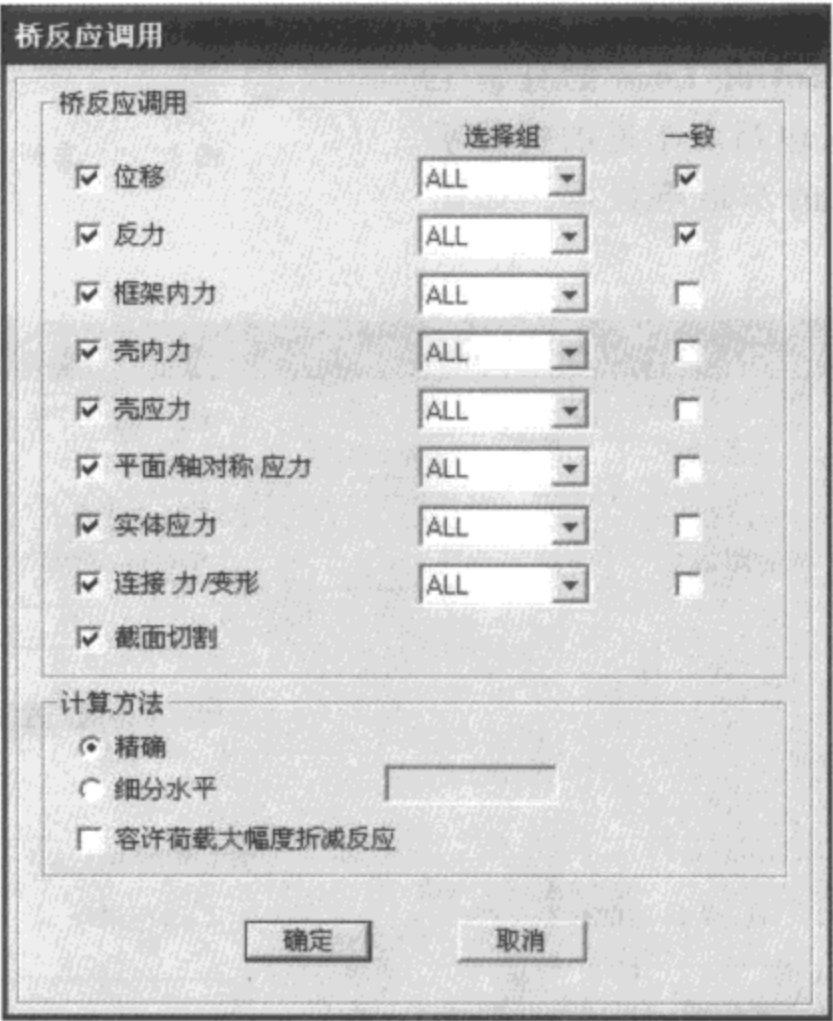 桥反应调用
桥反应调用
选择组 一致
位移 ALL
反力 ALL
框架内力 ALL
壳内力 ALL
壳应力 ALL
平面/轴对称 应力 ALL
实体应力 ALL
连接 力/变形 ALL
截面切割
计算方法
精确
细分水平
容许荷载大幅度折减反应
确定 取消